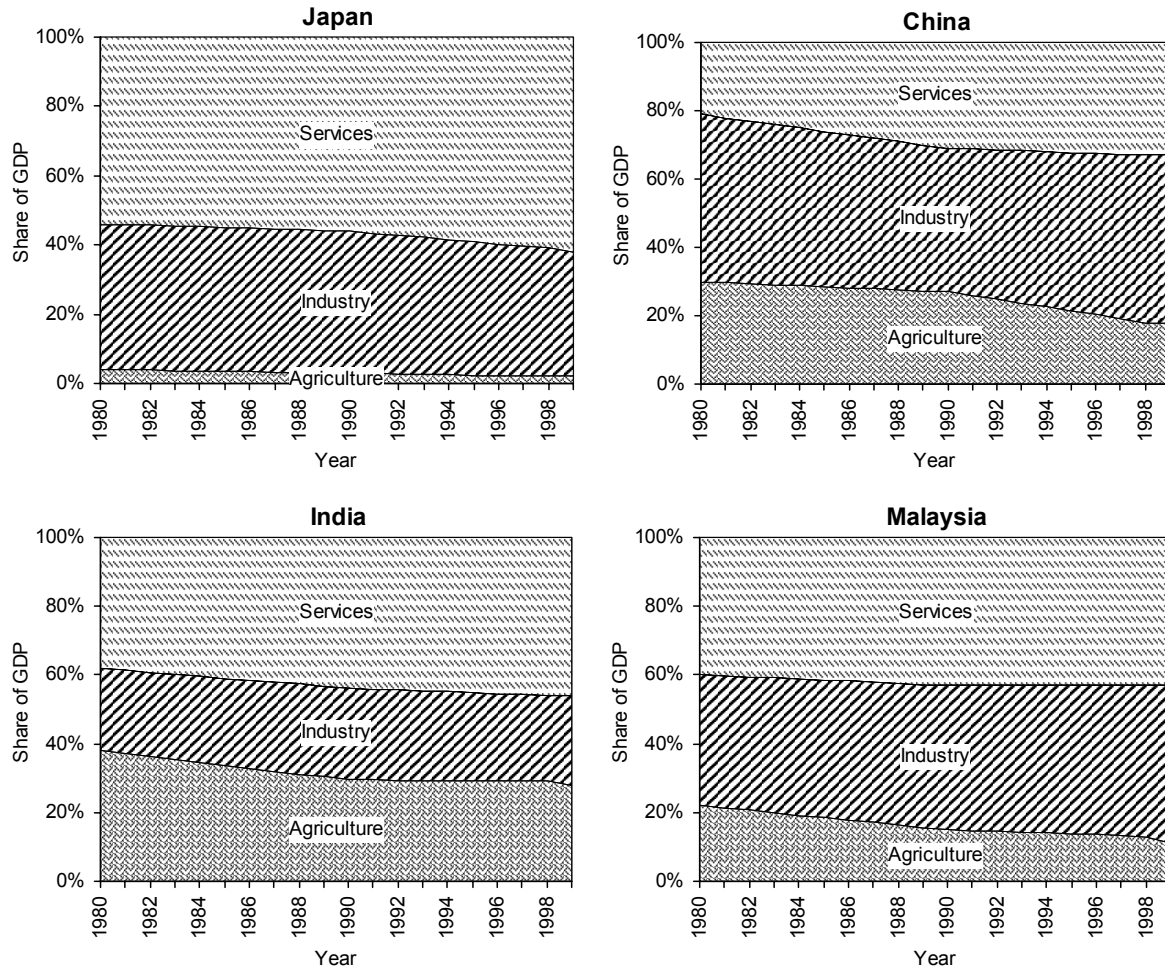 Japan
100%
80%
60%
40%
20%
0%
Share of GDP
Services
Industry
Agriculture
1980
1982
1984
1986
1988
1990
1992
1994
1996
1998
Year
China
100%
80%
60%
40%
20%
0%
Share of GDP
Services
Industry
Agriculture
1980
1982
1984
1986
1988
1990
1992
1994
1996
1998
Year
India
100%
80%
60%
40%
20%
0%
Share of GDP
Services
Industry
Agriculture
1980
1982
1984
1986
1988
1990
1992
1994
1996
1998
Year
Malaysia
100%
80%
60%
40%
20%
0%
Share of GDP
Services
Industry
Agriculture
1980
1982
1984
1986
1988
1990
1992
1994
1996
1998
Year